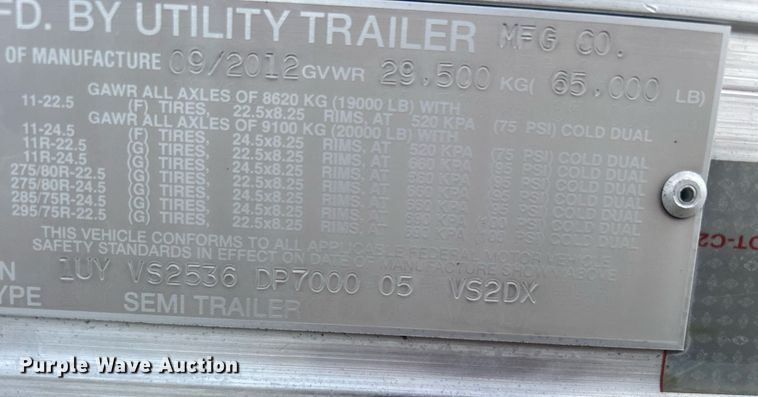 FD. BY UTILITY TRAILER MFG CO.
OF MANUFACTURE 09/2012 GVWR 29,500 KG( 65,000 LB)
GAWR ALL AXLES OF 8620 KG (19000 LB) WITH
11-22.5 (F) TIRES, 22.5x8.25 RIMS, AT 520 KPA (75 PSI) COLD DUAL
GAWR ALL AXLES OF 9100 KG (20000 LB) WITH
11-24.5 (F) TIRES, 24.5x8.25 RIMS, AT 520 KPA (75 PSI) COLD DUAL
11R-22.5 (G) TIRES, 22.5x8.25 RIMS, AT COLD DUAL
11R-24.5 (G) TIRES, 24.5x8.25 RIMS, AT COLD DUAL
275/80R-22.5 (G) TIRES, 22.5x8.25 RIMS, AT COLD DUAL
275/80R-24.5 (G) TIRES, 24.5x8.25 RIMS, AT COLD DUAL
285/75R-24.5 (G) TIRES, 24.5x8.25 RIMS, AT COLD DUAL
295/75R-22.5 (G) TIRES, 22.5x8.25 RIMS, AT COLD DUAL
THIS VEHICLE CONFORMS TO ALL APPLICABLE FEDERAL MOTOR VEHICLE
SAFETY STANDARDS IN EFFECT ON DATE OF MANUFACTURE SHOWN ABOVE
N 1UY VS2536 DP7000 05 VS2DX
YPE SEMI TRAILER
OT-C2
Purple Wave Auction